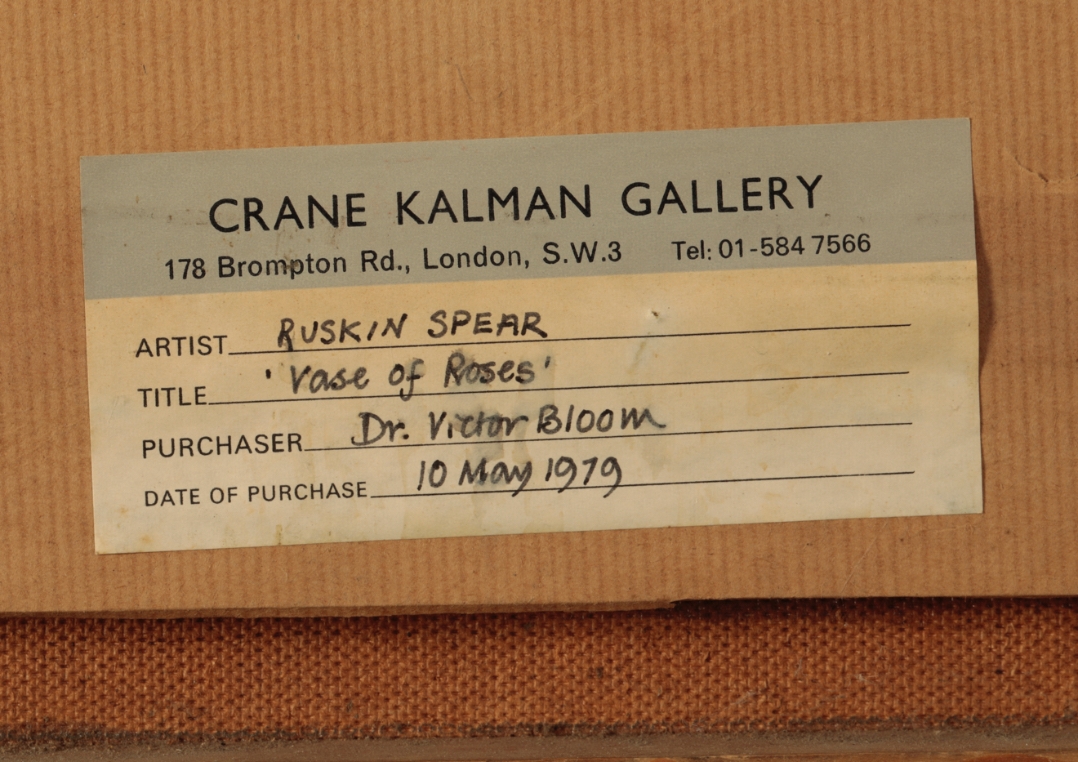 CRANE KALMAN GALLERY
178 Brompton Rd., London, S.W.3 Tel: 01-584 7566
ARTIST RUSKIN SPEAR
TITLE 'Vase of Roses'
PURCHASER Dr. Victor Bloom
DATE OF PURCHASE 10 May 1979